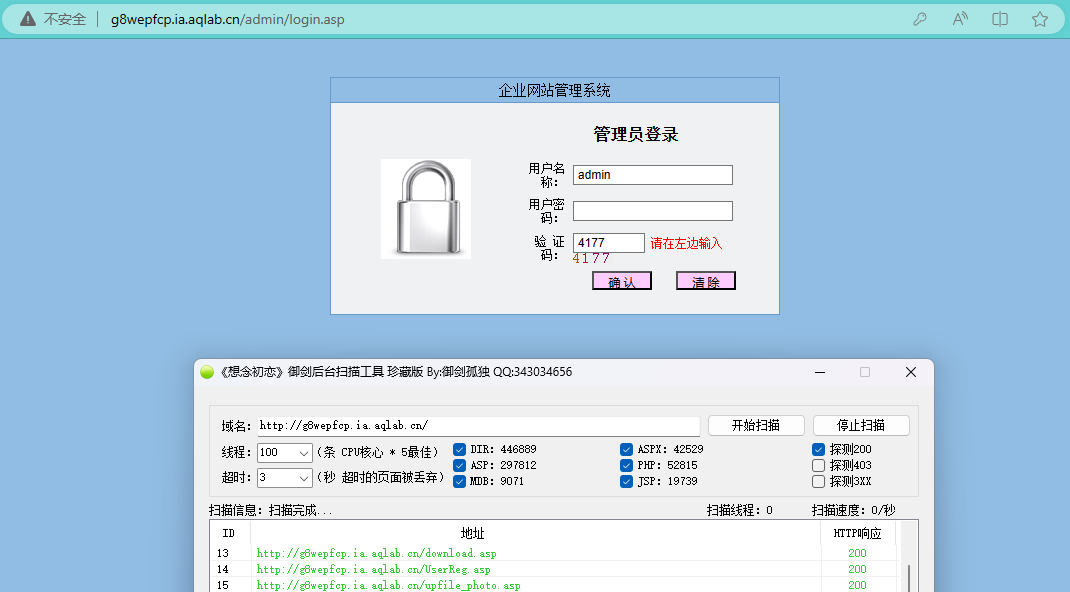 不安全 g8wepfcp.ia.aqlab.cn/admin/login.asp
企业网站管理系统
管理员登录
用户名称： admin
用户密码：
验 证码： 4177 请在左边输入
4177
确 认 清 除
《想念初恋》御剑后台扫描工具 珍藏版 By:御剑孤独 QQ:343034656
域名： http://g8wepfcp.ia.aqlab.cn/ 开始扫描 停止扫描
线程： 100 （条 CPU核心 * 5最佳） DIR: 446889 ASPX: 42529 探测200
ASP: 297812 PHP: 52815 探测403
超时： 3 （秒 超时的页面被丢弃） MDB: 9071 JSP: 19739 探测3XX
扫描信息：扫描完成... 扫描线程：0 扫描速度：0/秒
ID 地址 HTTP响应
13 http://g8wepfcp.ia.aqlab.cn/download.asp 200
14 http://g8wepfcp.ia.aqlab.cn/UserReg.asp 200
15 http://g8wepfcp.ia.aqlab.cn/upfile_photo.asp 200